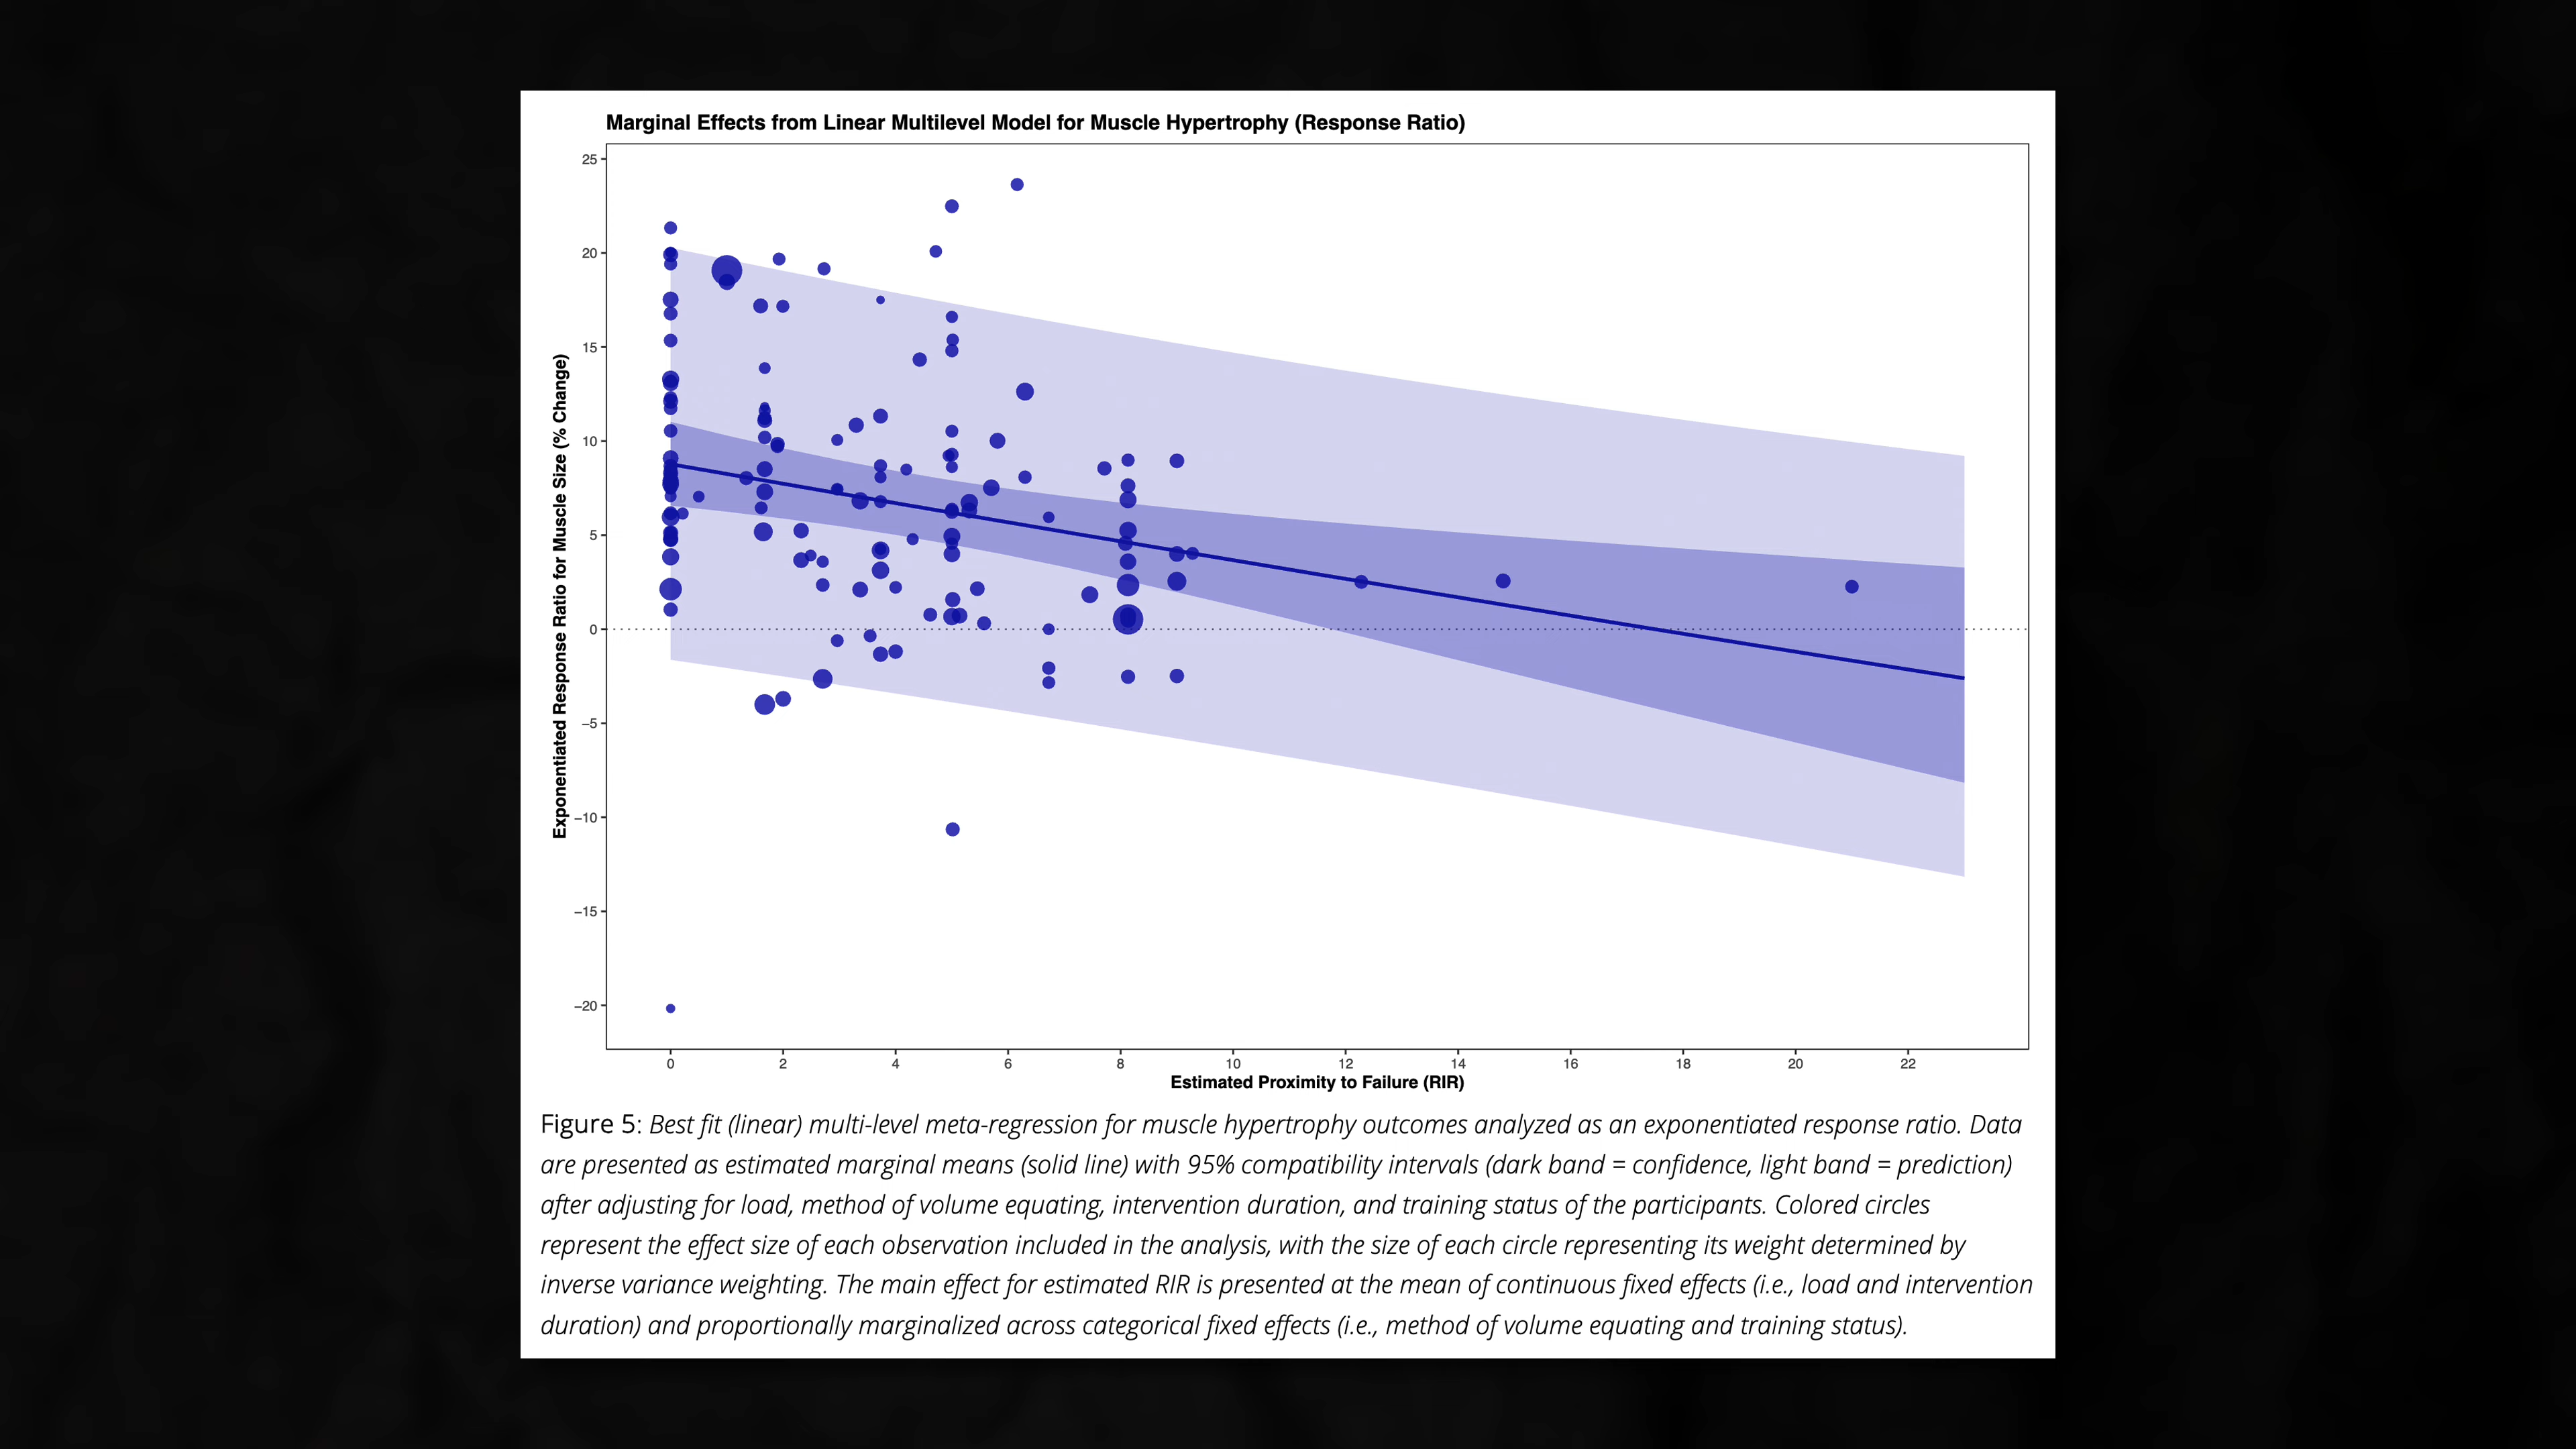 Marginal Effects from Linear Multilevel Model for Muscle Hypertrophy (Response Ratio)
Exponentiated Response Ratio for Muscle Size (% Change)
25
20
15
10
5
0
−5
−10
−15
−20
0 2 4 6 8 10 12 14 16 18 20 22
Estimated Proximity to Failure (RIR)
Figure 5: Best fit (linear) multi-level meta-regression for muscle hypertrophy outcomes analyzed as an exponentiated response ratio. Data
are presented as estimated marginal means (solid line) with 95% compatibility intervals (dark band = confidence, light band = prediction)
after adjusting for load, method of volume equating, intervention duration, and training status of the participants. Colored circles
represent the effect size of each observation included in the analysis, with the size of each circle representing its weight determined by
inverse variance weighting. The main effect for estimated RIR is presented at the mean of continuous fixed effects (i.e., load and intervention
duration) and proportionally marginalized across categorical fixed effects (i.e., method of volume equating and training status).